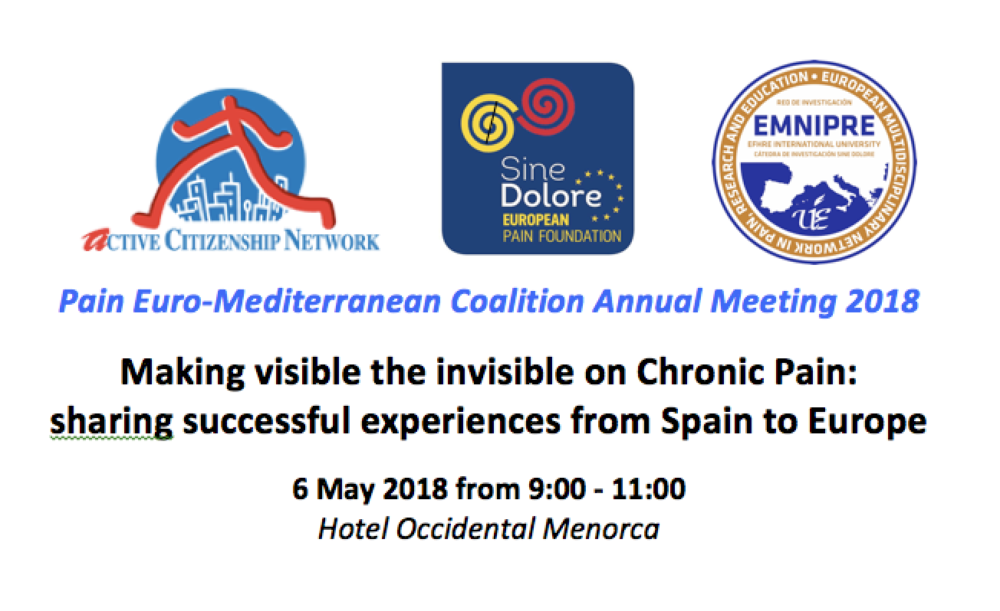 ACTIVE CITIZENSHIP NETWORK
Sine
Dolore
EUROPEAN
PAIN FOUNDATION
EUROPEAN MULTIDISCIPLINARY NETWORK IN PAIN, RESEARCH AND EDUCATION •
RED DE INVESTIGACIÓN
EMNIPRE
EFHRE INTERNATIONAL UNIVERSITY
CÁTEDRA DE INVESTIGACIÓN SINE DOLORE
UE
Pain Euro-Mediterranean Coalition Annual Meeting 2018
Making visible the invisible on Chronic Pain:
sharing successful experiences from Spain to Europe
6 May 2018 from 9:00 - 11:00
Hotel Occidental Menorca